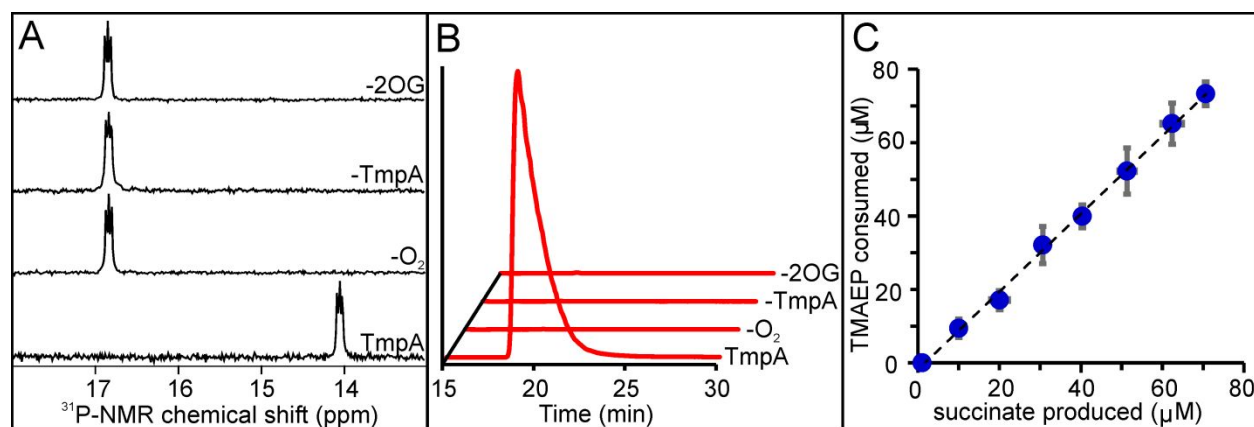 A
-2OG
-TmpA
-O₂
TmpA
17 16 15 14
³¹P-NMR chemical shift (ppm)
B
-2OG
-TmpA
-O₂
TmpA
15 20 25 30
Time (min)
C
TMAEP consumed (µM)
80
60
40
20
0
0 20 40 60 80
succinate produced (µM)